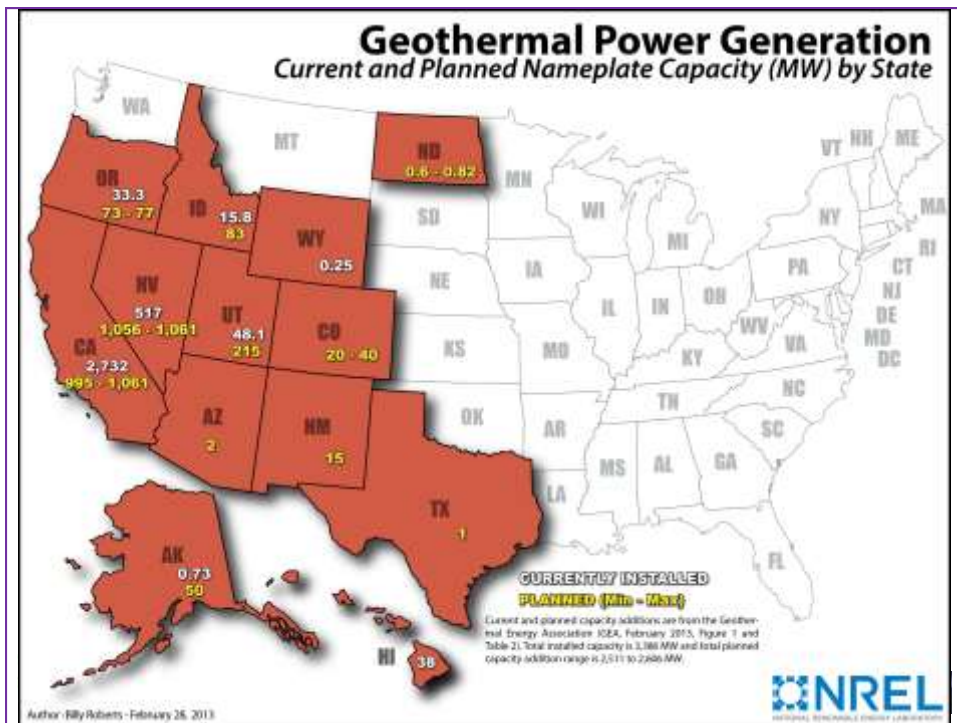 Geothermal Power Generation
Current and Planned Nameplate Capacity (MW) by State
WA
MT
ND
0.6 - 0.82
MN
VT
NH
ME
OR
33.3
73 - 77
ID
15.8
83
WY
0.25
SD
WI
MI
NY
MA
RI
CT
NJ
DE
MD
DC
NV
517
1,056 - 1,061
UT
48.1
215
CO
20 - 40
NE
IA
IL
IN
OH
PA
WV
VA
CA
2,732
995 - 1,061
KS
MO
KY
NC
TN
SC
AZ
2
NM
15
OK
AR
MS
AL
GA
LA
TX
1
FL
AK
0.73
50
HI
38
CURRENTLY INSTALLED
PLANNED (Min - Max)
Current and planned capacity additions are from the Geother-
mal Energy Association (GEA, February 2013, Figure 1 and
Table 2). Total installed capacity is 3,386 MW and total planned
capacity addition range is 2,511 to 2,606 MW.
Author: Billy Roberts - February 28, 2013
NREL
NATIONAL RENEWABLE ENERGY LABORATORY